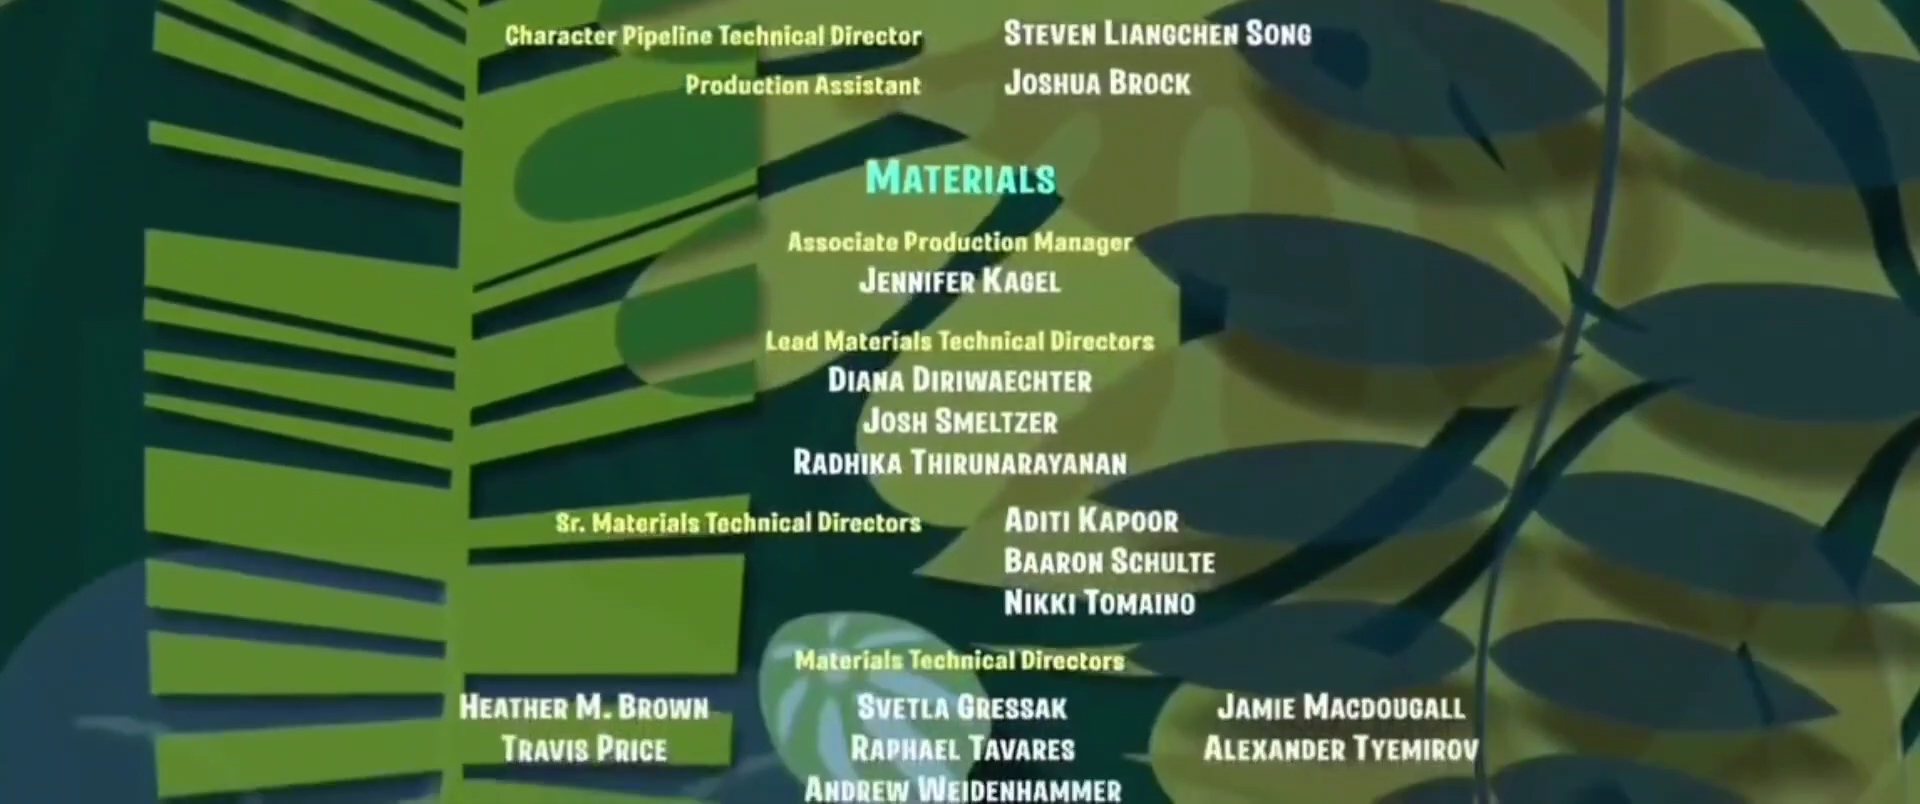 Character Pipeline Technical Director STEVEN LIANGCHEN SONG
Production Assistant JOSHUA BROCK
MATERIALS
Associate Production Manager
JENNIFER KAGEL
Lead Materials Technical Directors
DIANA DIRIWAECHTER
JOSH SMELTZER
RADHIKA THIRUNARAYANAN
Sr. Materials Technical Directors ADITI KAPOOR
BAARON SCHULTE
NIKKI TOMAINO
Materials Technical Directors
HEATHER M. BROWN SVETLA GRESSAK JAMIE MACDOUGALL
TRAVIS PRICE RAPHAEL TAVARES ALEXANDER TYEMIROV
ANDREW WEIDENHAMMER